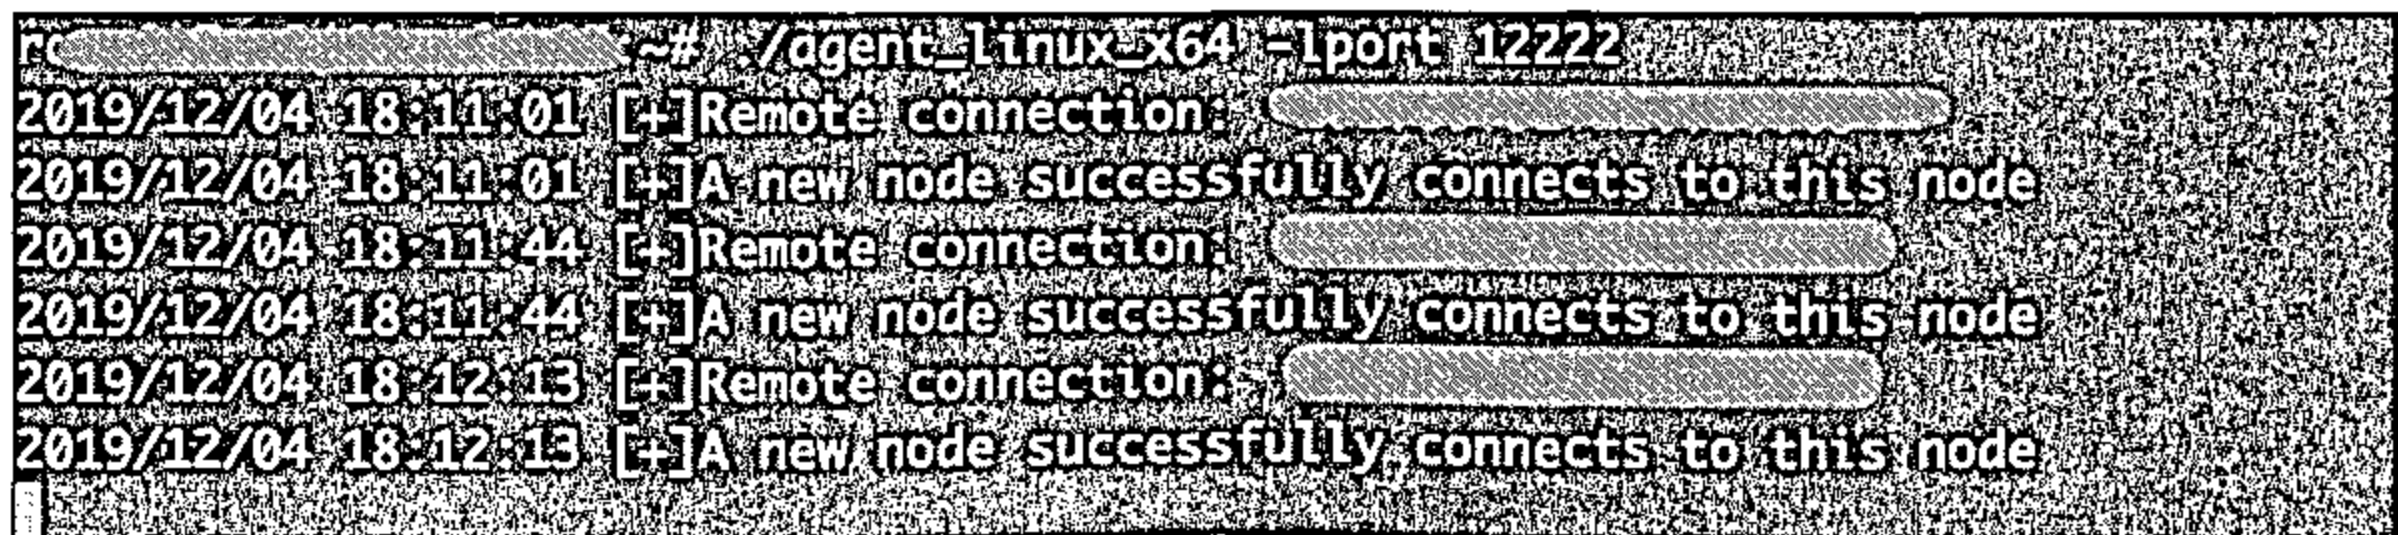 ~# ./agent_linux_x64 -lport 12222
2019/12/04 18:11:01 [+]Remote connection:
2019/12/04 18:11:01 [+]A new node successfully connects to this node
2019/12/04 18:11:44 [+]Remote connection:
2019/12/04 18:11:44 [+]A new node successfully connects to this node
2019/12/04 18:12:13 [+]Remote connection:
2019/12/04 18:12:13 [+]A new node successfully connects to this node